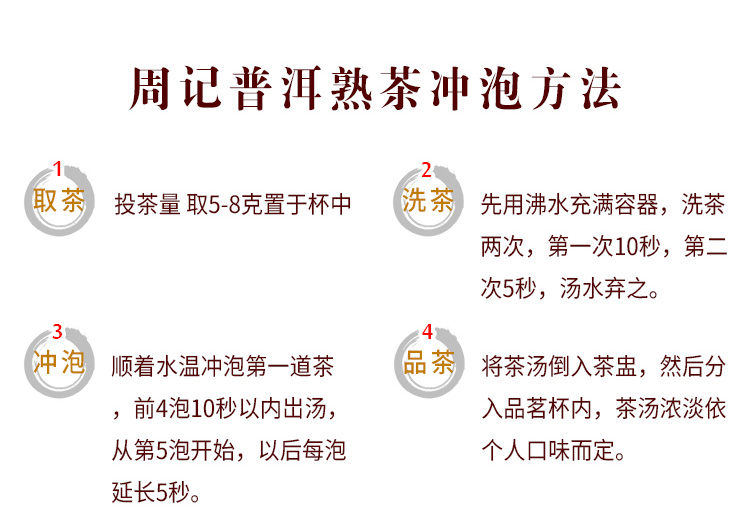 周记普洱熟茶冲泡方法
1
取茶
投茶量 取5-8克置于杯中
2
洗茶
先用沸水充满容器，洗茶
两次，第一次10秒，第二
次5秒，汤水弃之。
3
冲泡
顺着水温冲泡第一道茶
，前4泡10秒以内出汤，
从第5泡开始，以后每泡
延长5秒。
4
品茶
将茶汤倒入茶盅，然后分
入品茗杯内，茶汤浓淡依
个人口味而定。